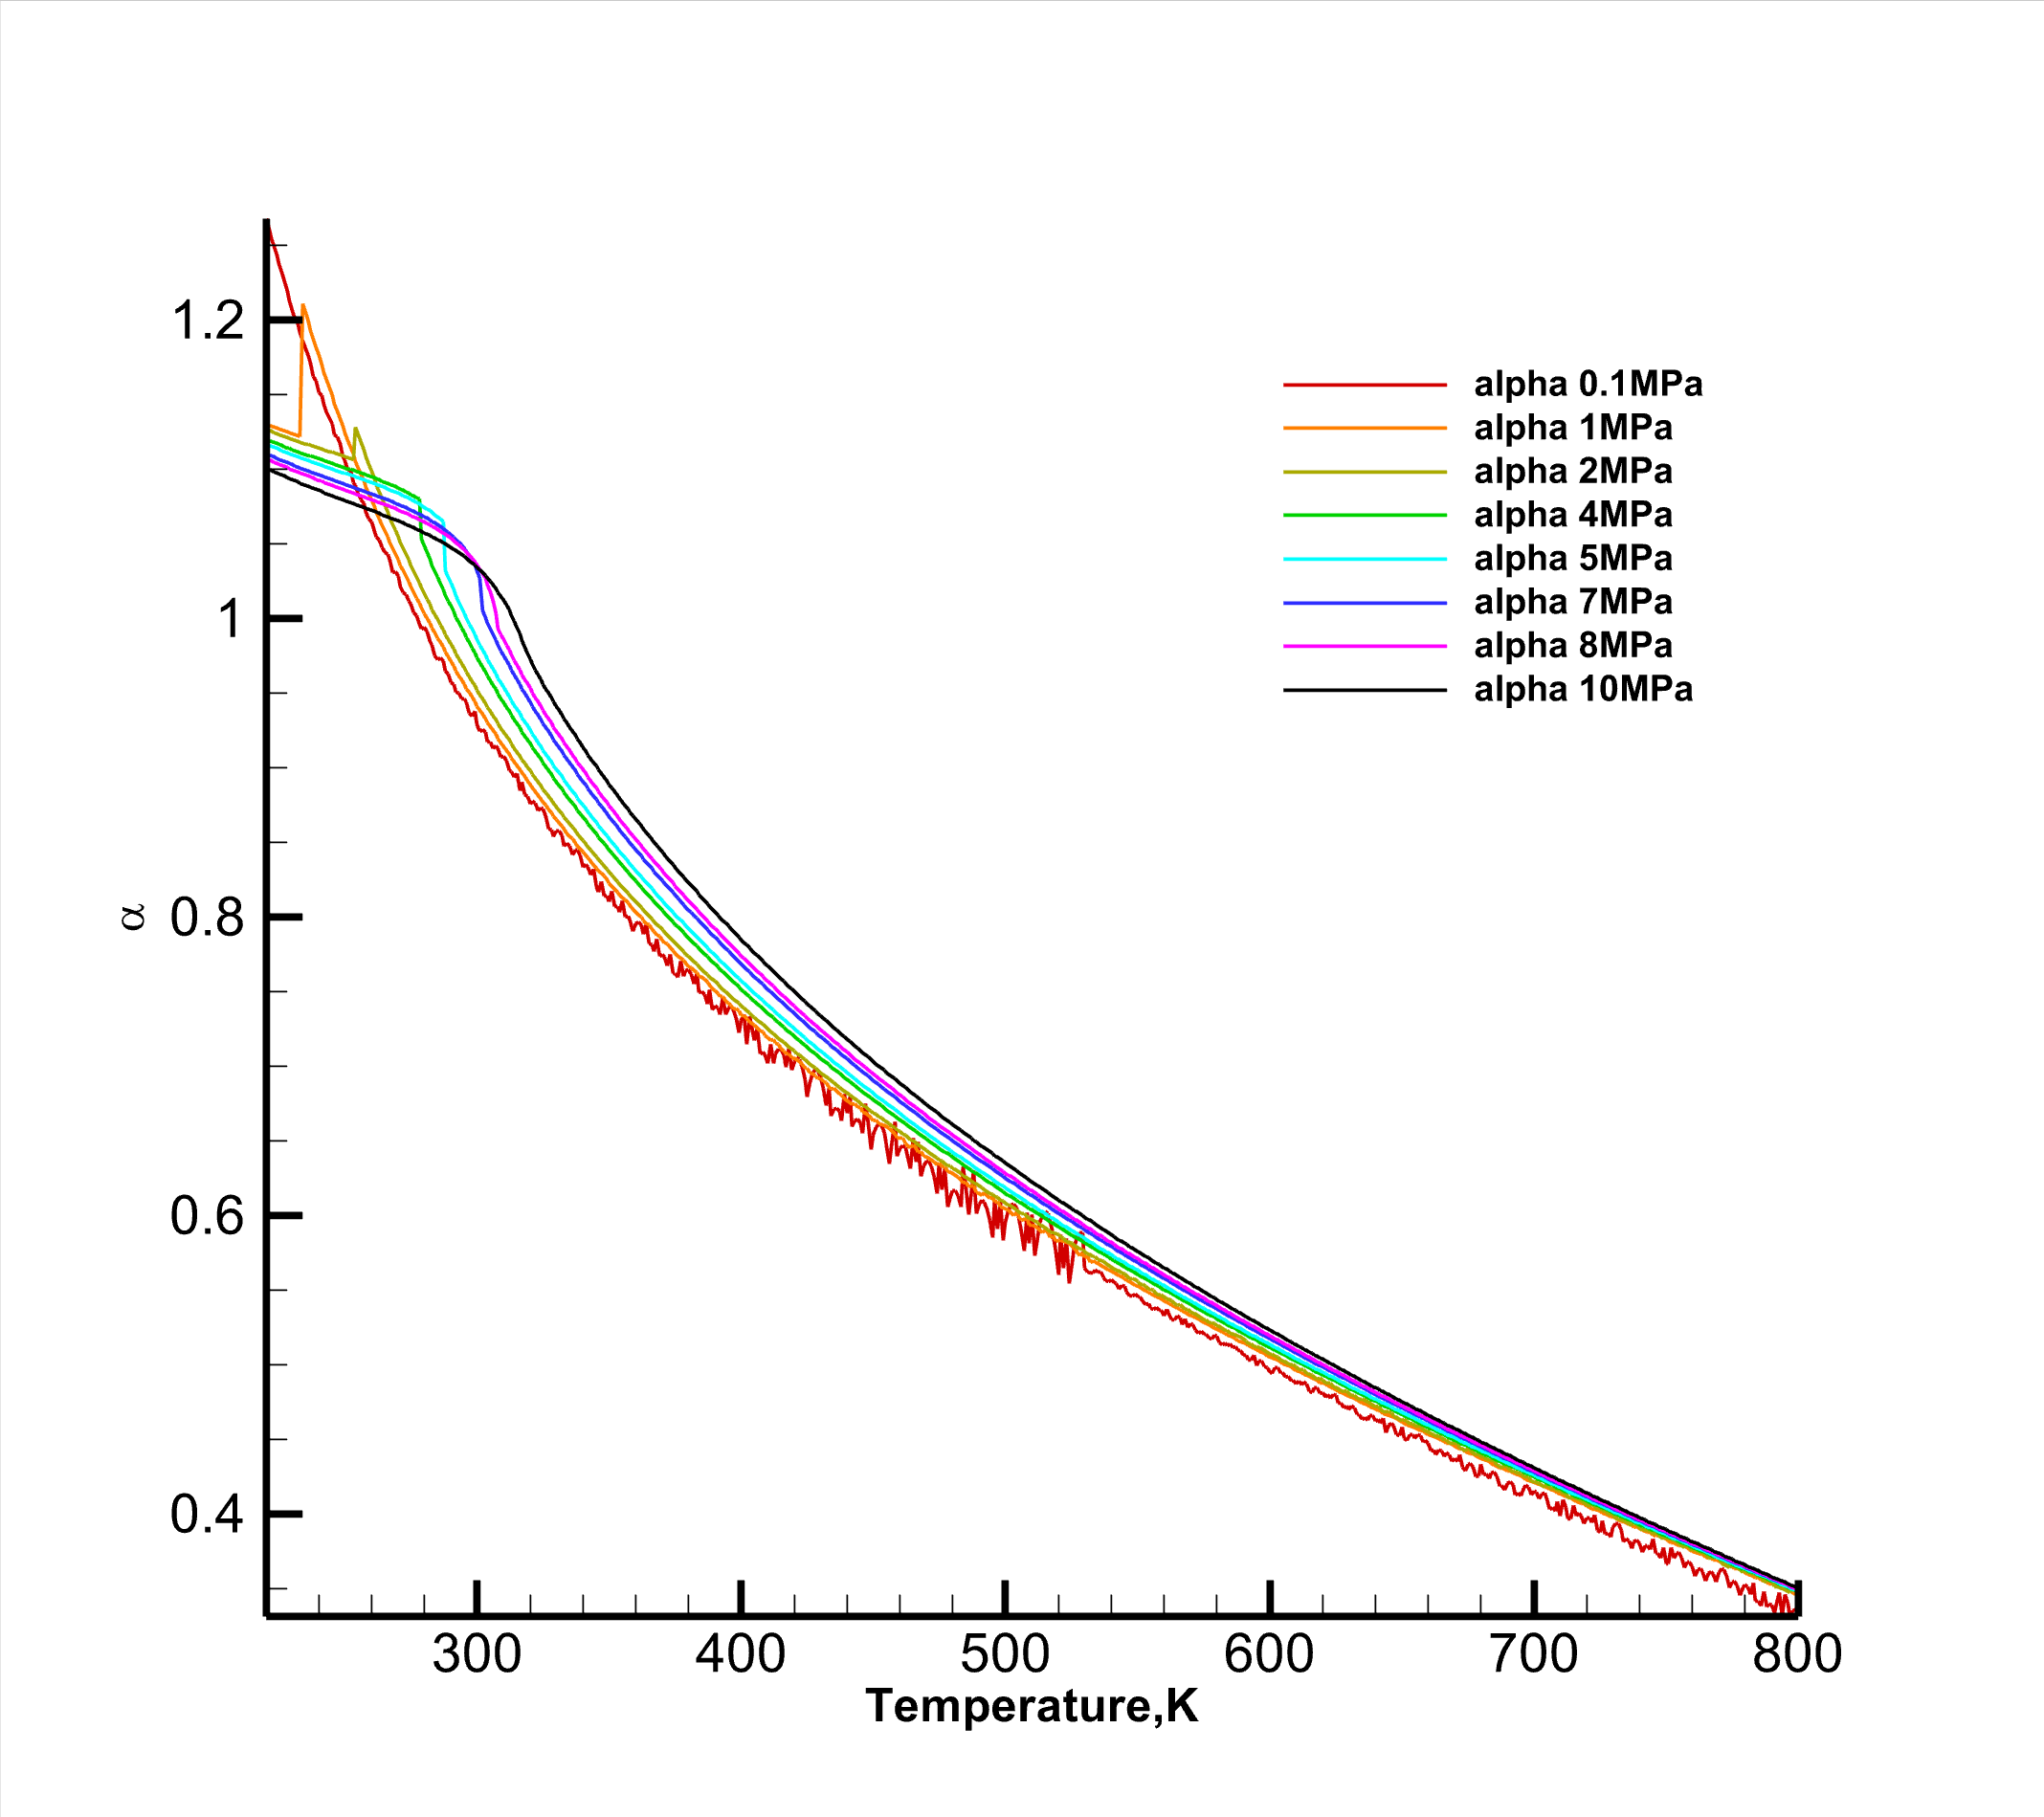 1.2
1
0.8
0.6
0.4
α
alpha 0.1MPa
alpha 1MPa
alpha 2MPa
alpha 4MPa
alpha 5MPa
alpha 7MPa
alpha 8MPa
alpha 10MPa
300 400 500 600 700 800
Temperature,K